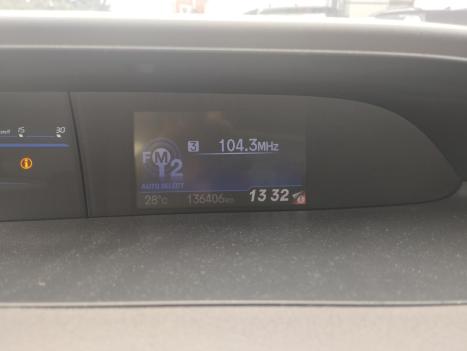 15 30
3 104.3MHz
FM 2
AUTO SELECT
28°C 136406km 13 32